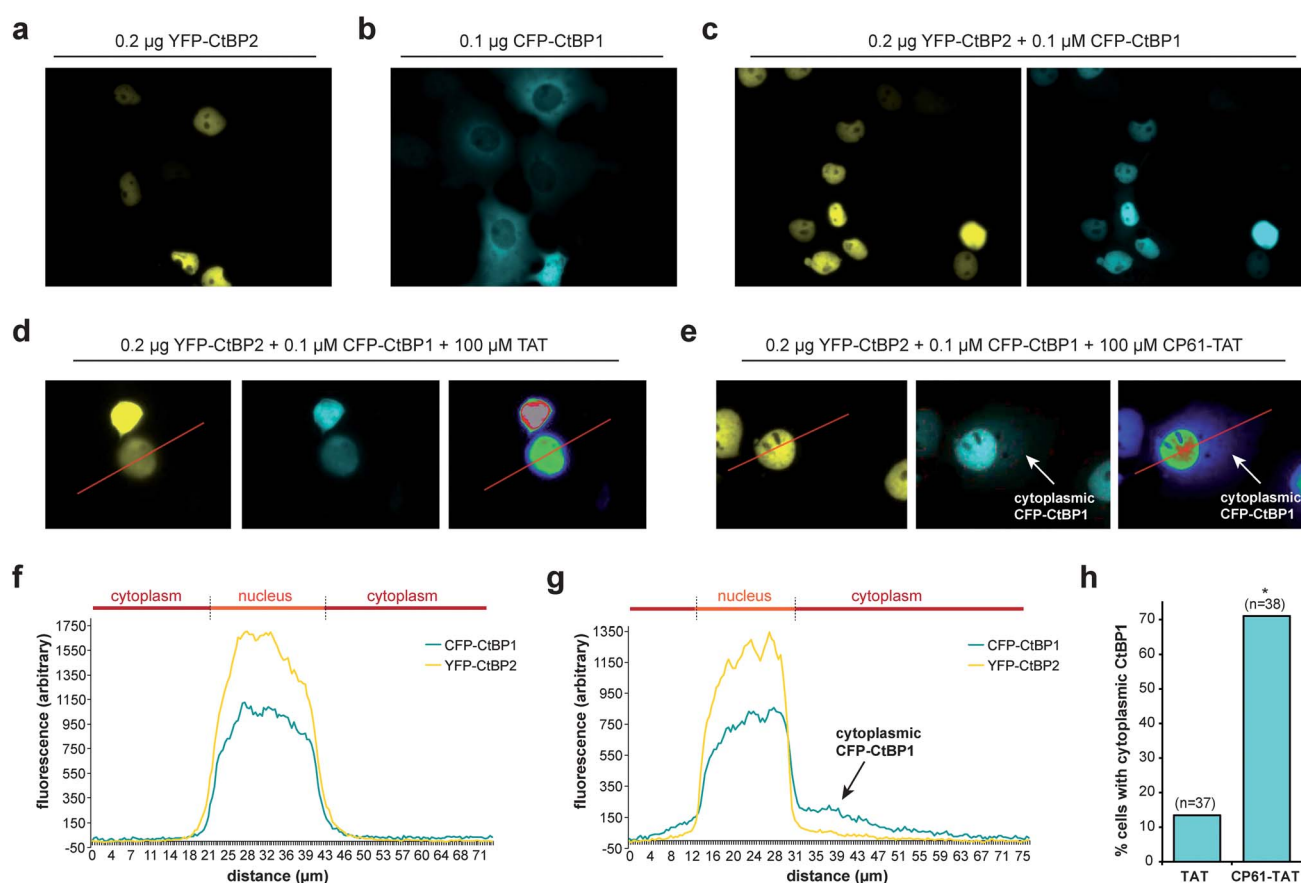 a
0.2 µg YFP-CtBP2
b
0.1 µg CFP-CtBP1
c
0.2 µg YFP-CtBP2 + 0.1 µM CFP-CtBP1
d
0.2 µg YFP-CtBP2 + 0.1 µM CFP-CtBP1 + 100 µM TAT
e
0.2 µg YFP-CtBP2 + 0.1 µM CFP-CtBP1 + 100 µM CP61-TAT
cytoplasmic
CFP-CtBP1
cytoplasmic
CFP-CtBP1
f
cytoplasm nucleus cytoplasm
fluorescence (arbitrary)
1750
1550
1350
1150
950
750
550
350
150
-50
CFP-CtBP1
YFP-CtBP2
0 4 7 11 14 18 21 25 28 32 36 39 43 46 50 53 57 60 64 67 71
distance (µm)
g
nucleus cytoplasm
fluorescence (arbitrary)
1350
1150
950
750
550
350
150
-50
CFP-CtBP1
YFP-CtBP2
cytoplasmic
CFP-CtBP1
0 4 8 12 16 20 24 28 31 35 39 43 47 51 55 59 63 67 71 75
distance (µm)
h
% cells with cytoplasmic CtBP1
70
60
50
40
30
20
10
0
*
(n=38)
(n=37)
TAT CP61-TAT